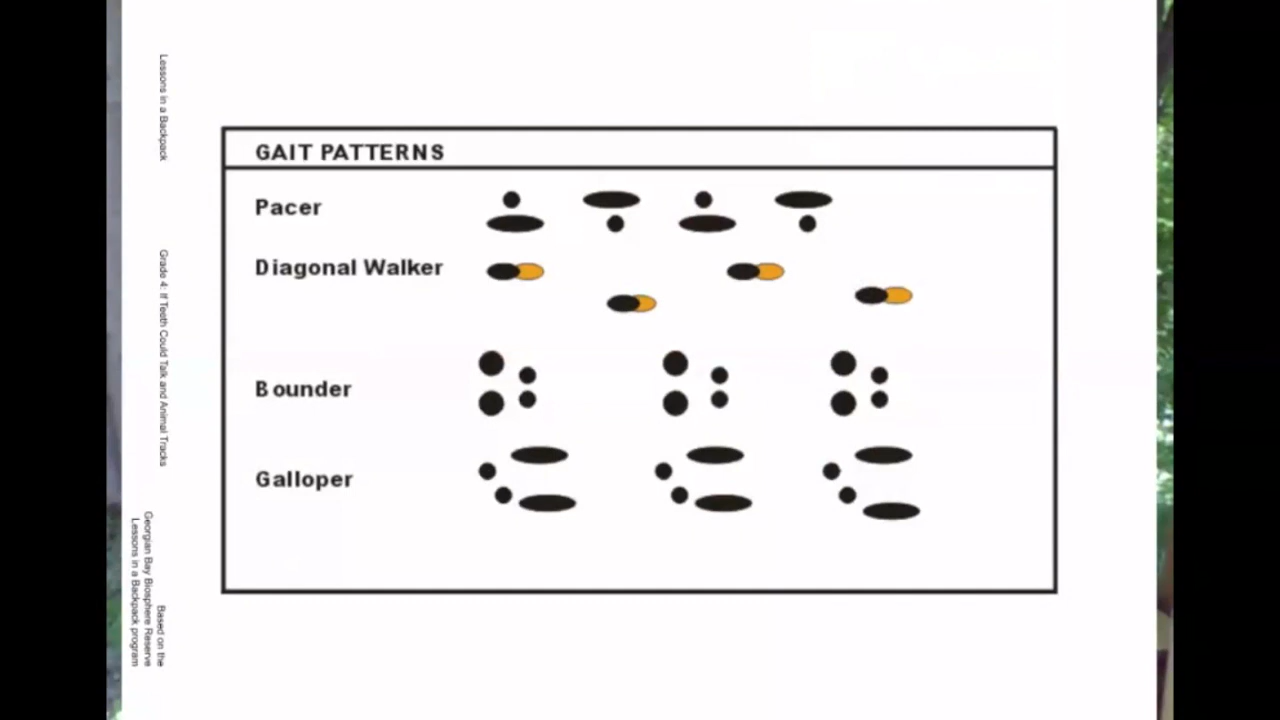 GAIT PATTERNS
Pacer
Diagonal Walker
Bounder
Galloper
Lessons in a Backpack
Grade 4: If Teeth Could Talk and Animal Tracks
Based on the
Georgian Bay Biosphere Reserve
Lessons in a Backpack program